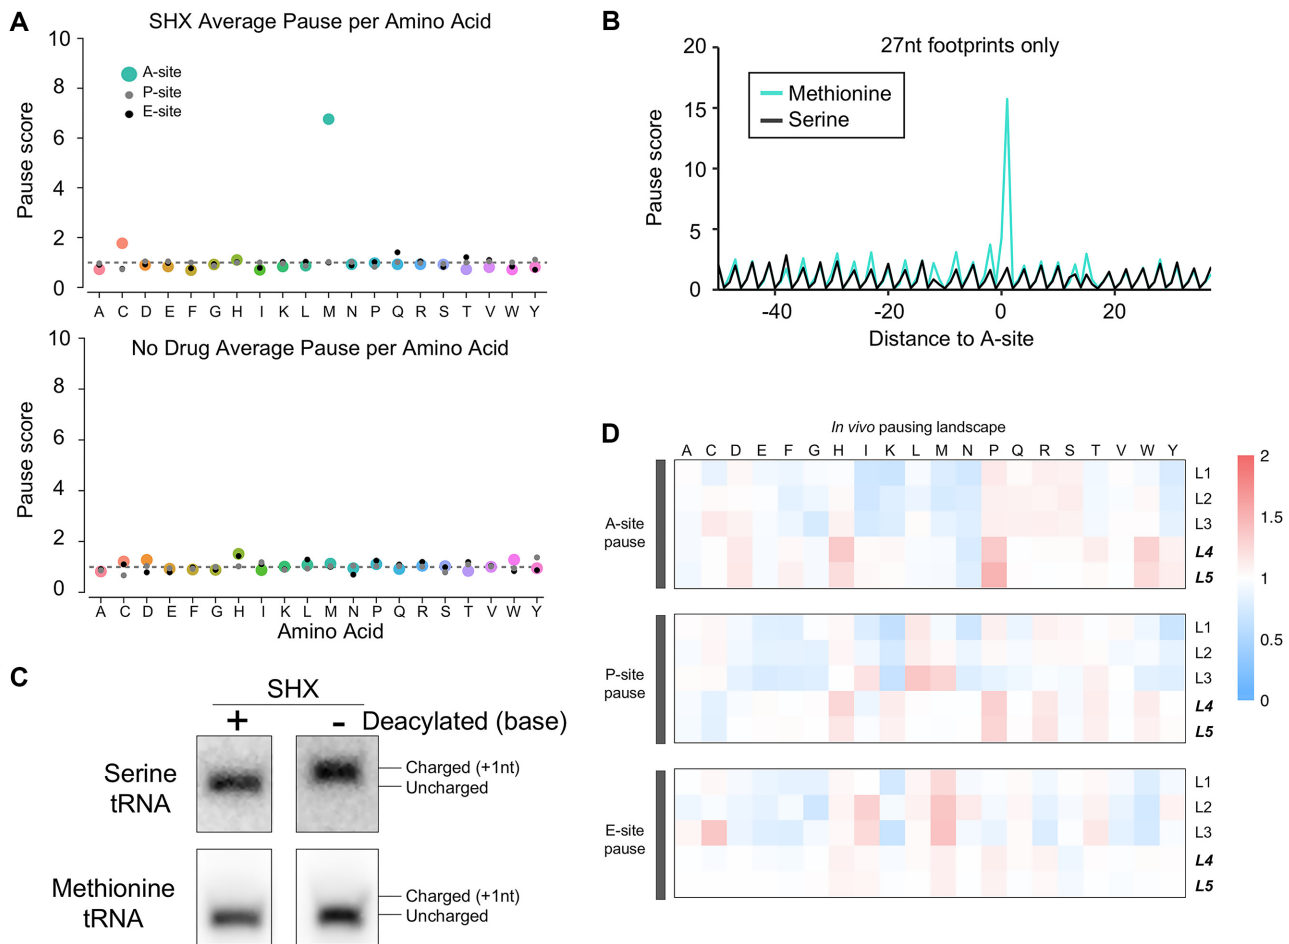 A
SHX Average Pause per Amino Acid
Pause score
10
8
6
4
2
0
A-site
P-site
E-site
A C D E F G H I K L M N P Q R S T V W Y
No Drug Average Pause per Amino Acid
Pause score
10
8
6
4
2
0
A C D E F G H I K L M N P Q R S T V W Y
Amino Acid
B
27nt footprints only
Pause score
20
15
10
5
0
Methionine
Serine
-40 -20 0 20
Distance to A-site
C
SHX
+ - Deacylated (base)
Serine
tRNA
Charged (+1nt)
Uncharged
Methionine
tRNA
Charged (+1nt)
Uncharged
D
In vivo pausing landscape
A C D E F G H I K L M N P Q R S T V W Y
A-site
pause
L1
L2
L3
L4
L5
P-site
pause
L1
L2
L3
L4
L5
E-site
pause
L1
L2
L3
L4
L5
2
1.5
1
0.5
0